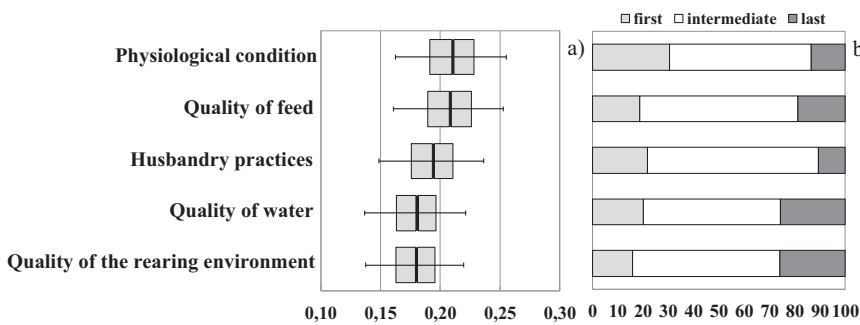 first intermediate last
Physiological condition a) b
Quality of feed
Husbandry practices
Quality of water
Quality of the rearing environment
0,10 0,15 0,20 0,25 0,30 0 10 20 30 40 50 60 70 80 90 100